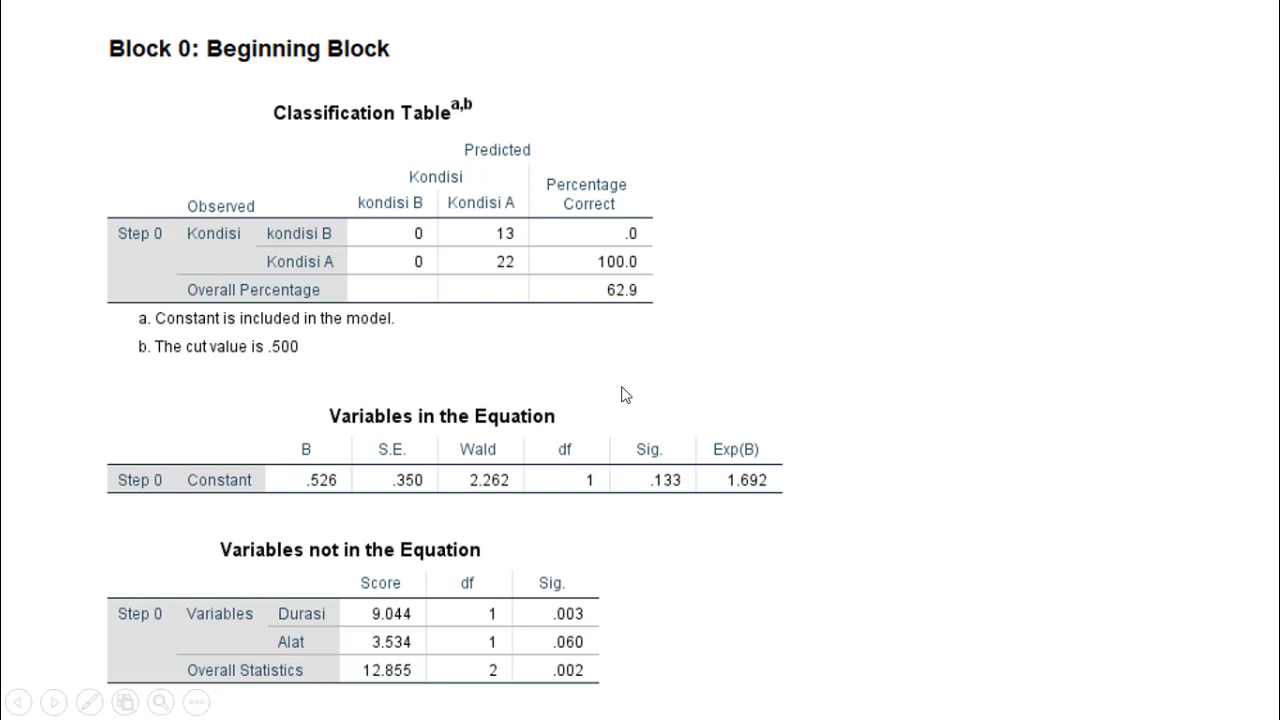 Block 0: Beginning Block
Classification Table a,b
Predicted
Kondisi
Percentage Correct
Observed kondisi B Kondisi A
Step 0 Kondisi kondisi B 0 13 .0
Kondisi A 0 22 100.0
Overall Percentage 62.9
a. Constant is included in the model.
b. The cut value is .500
Variables in the Equation
B S.E. Wald df Sig. Exp(B)
Step 0 Constant .526 .350 2.262 1 .133 1.692
Variables not in the Equation
Score df Sig.
Step 0 Variables Durasi 9.044 1 .003
Alat 3.534 1 .060
Overall Statistics 12.855 2 .002